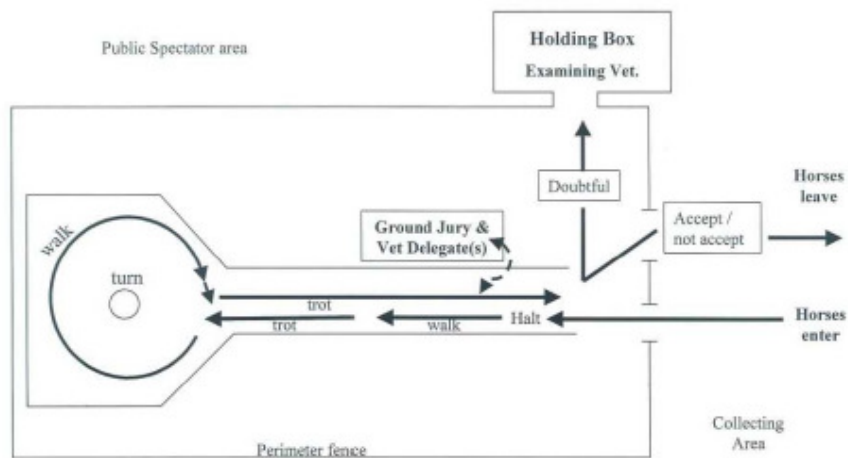 Public Spectator area
Holding Box
Examining Vet.
Doubtful
Horses
leave
Accept /
not accept
Ground Jury &
Vet Delegate(s)
walk
turn
trot
trot
walk
Halt
Horses
enter
Collecting
Area
Perimeter fence